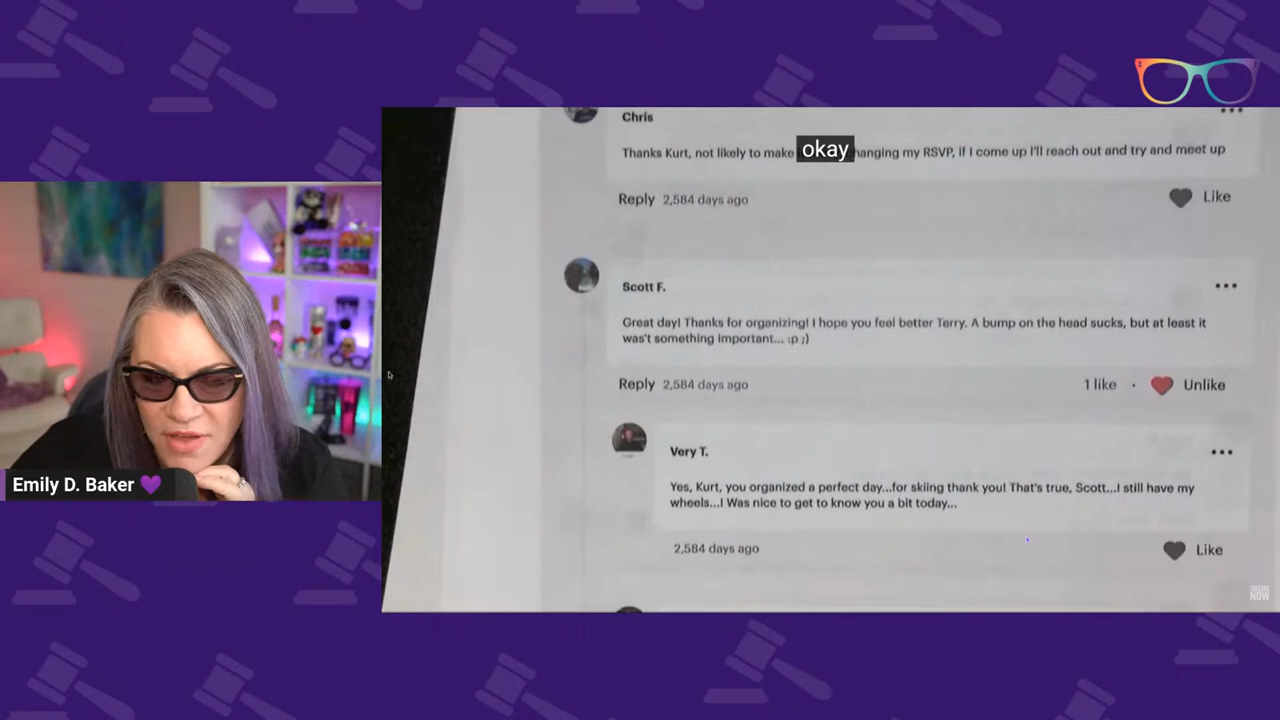 Chris
Thanks Kurt, not likely to make okay hanging my RSVP, if I come up I'll reach out and try and meet up
Reply 2,584 days ago
Like
Scott F.
Great day! Thanks for organizing! I hope you feel better Terry. A bump on the head sucks, but at least it
was't something important... :p ;)
Reply 2,584 days ago
1 like · Unlike
Very T.
Yes, Kurt, you organized a perfect day...for skiing thank you! That's true, Scott...I still have my
wheels...! Was nice to get to know you a bit today...
2,584 days ago
Like
Emily D. Baker 💜
NOW